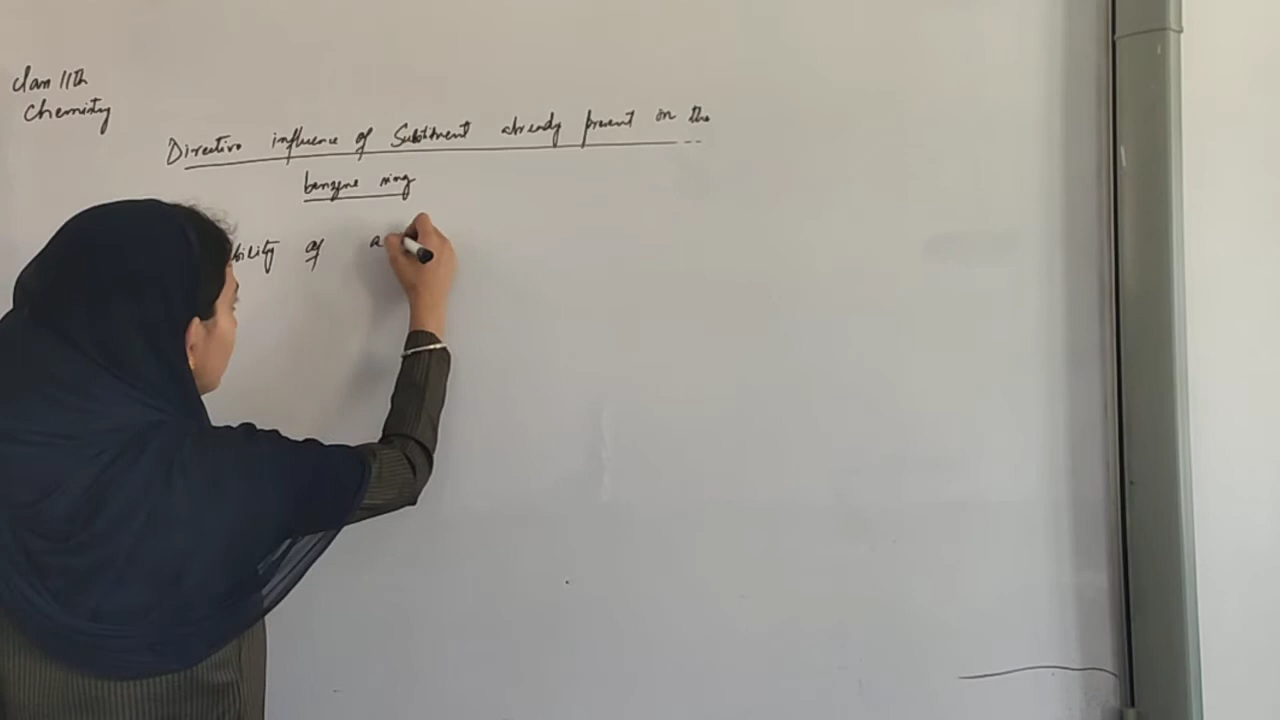 Class 11th
Chemistry
Directive influence of Substituent already present on the
benzene ring
bility of a